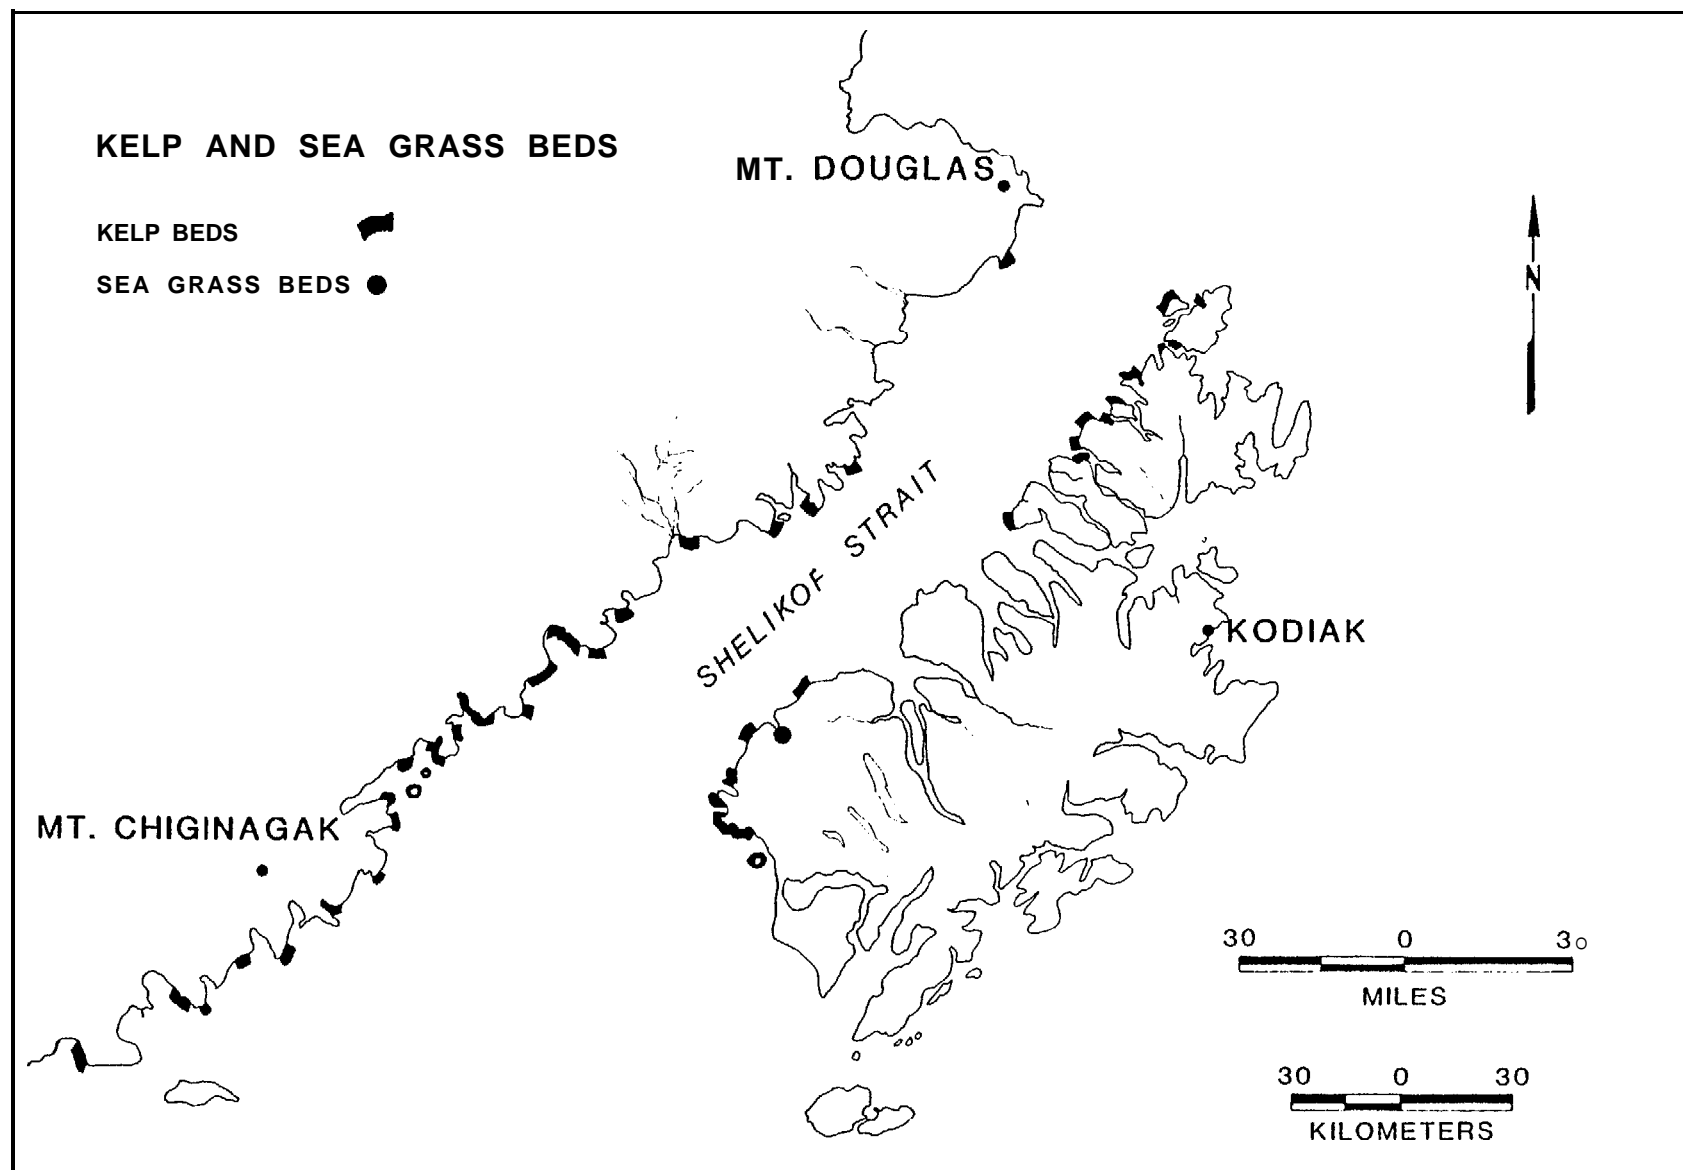 KELP AND SEA GRASS BEDS
MT. DOUGLAS
KELP BEDS
SEA GRASS BEDS
N
SHELIKOF STRAIT
KODIAK
MT. CHIGINAGAK
30 0 30
MILES
30 0 30
KILOMETERS